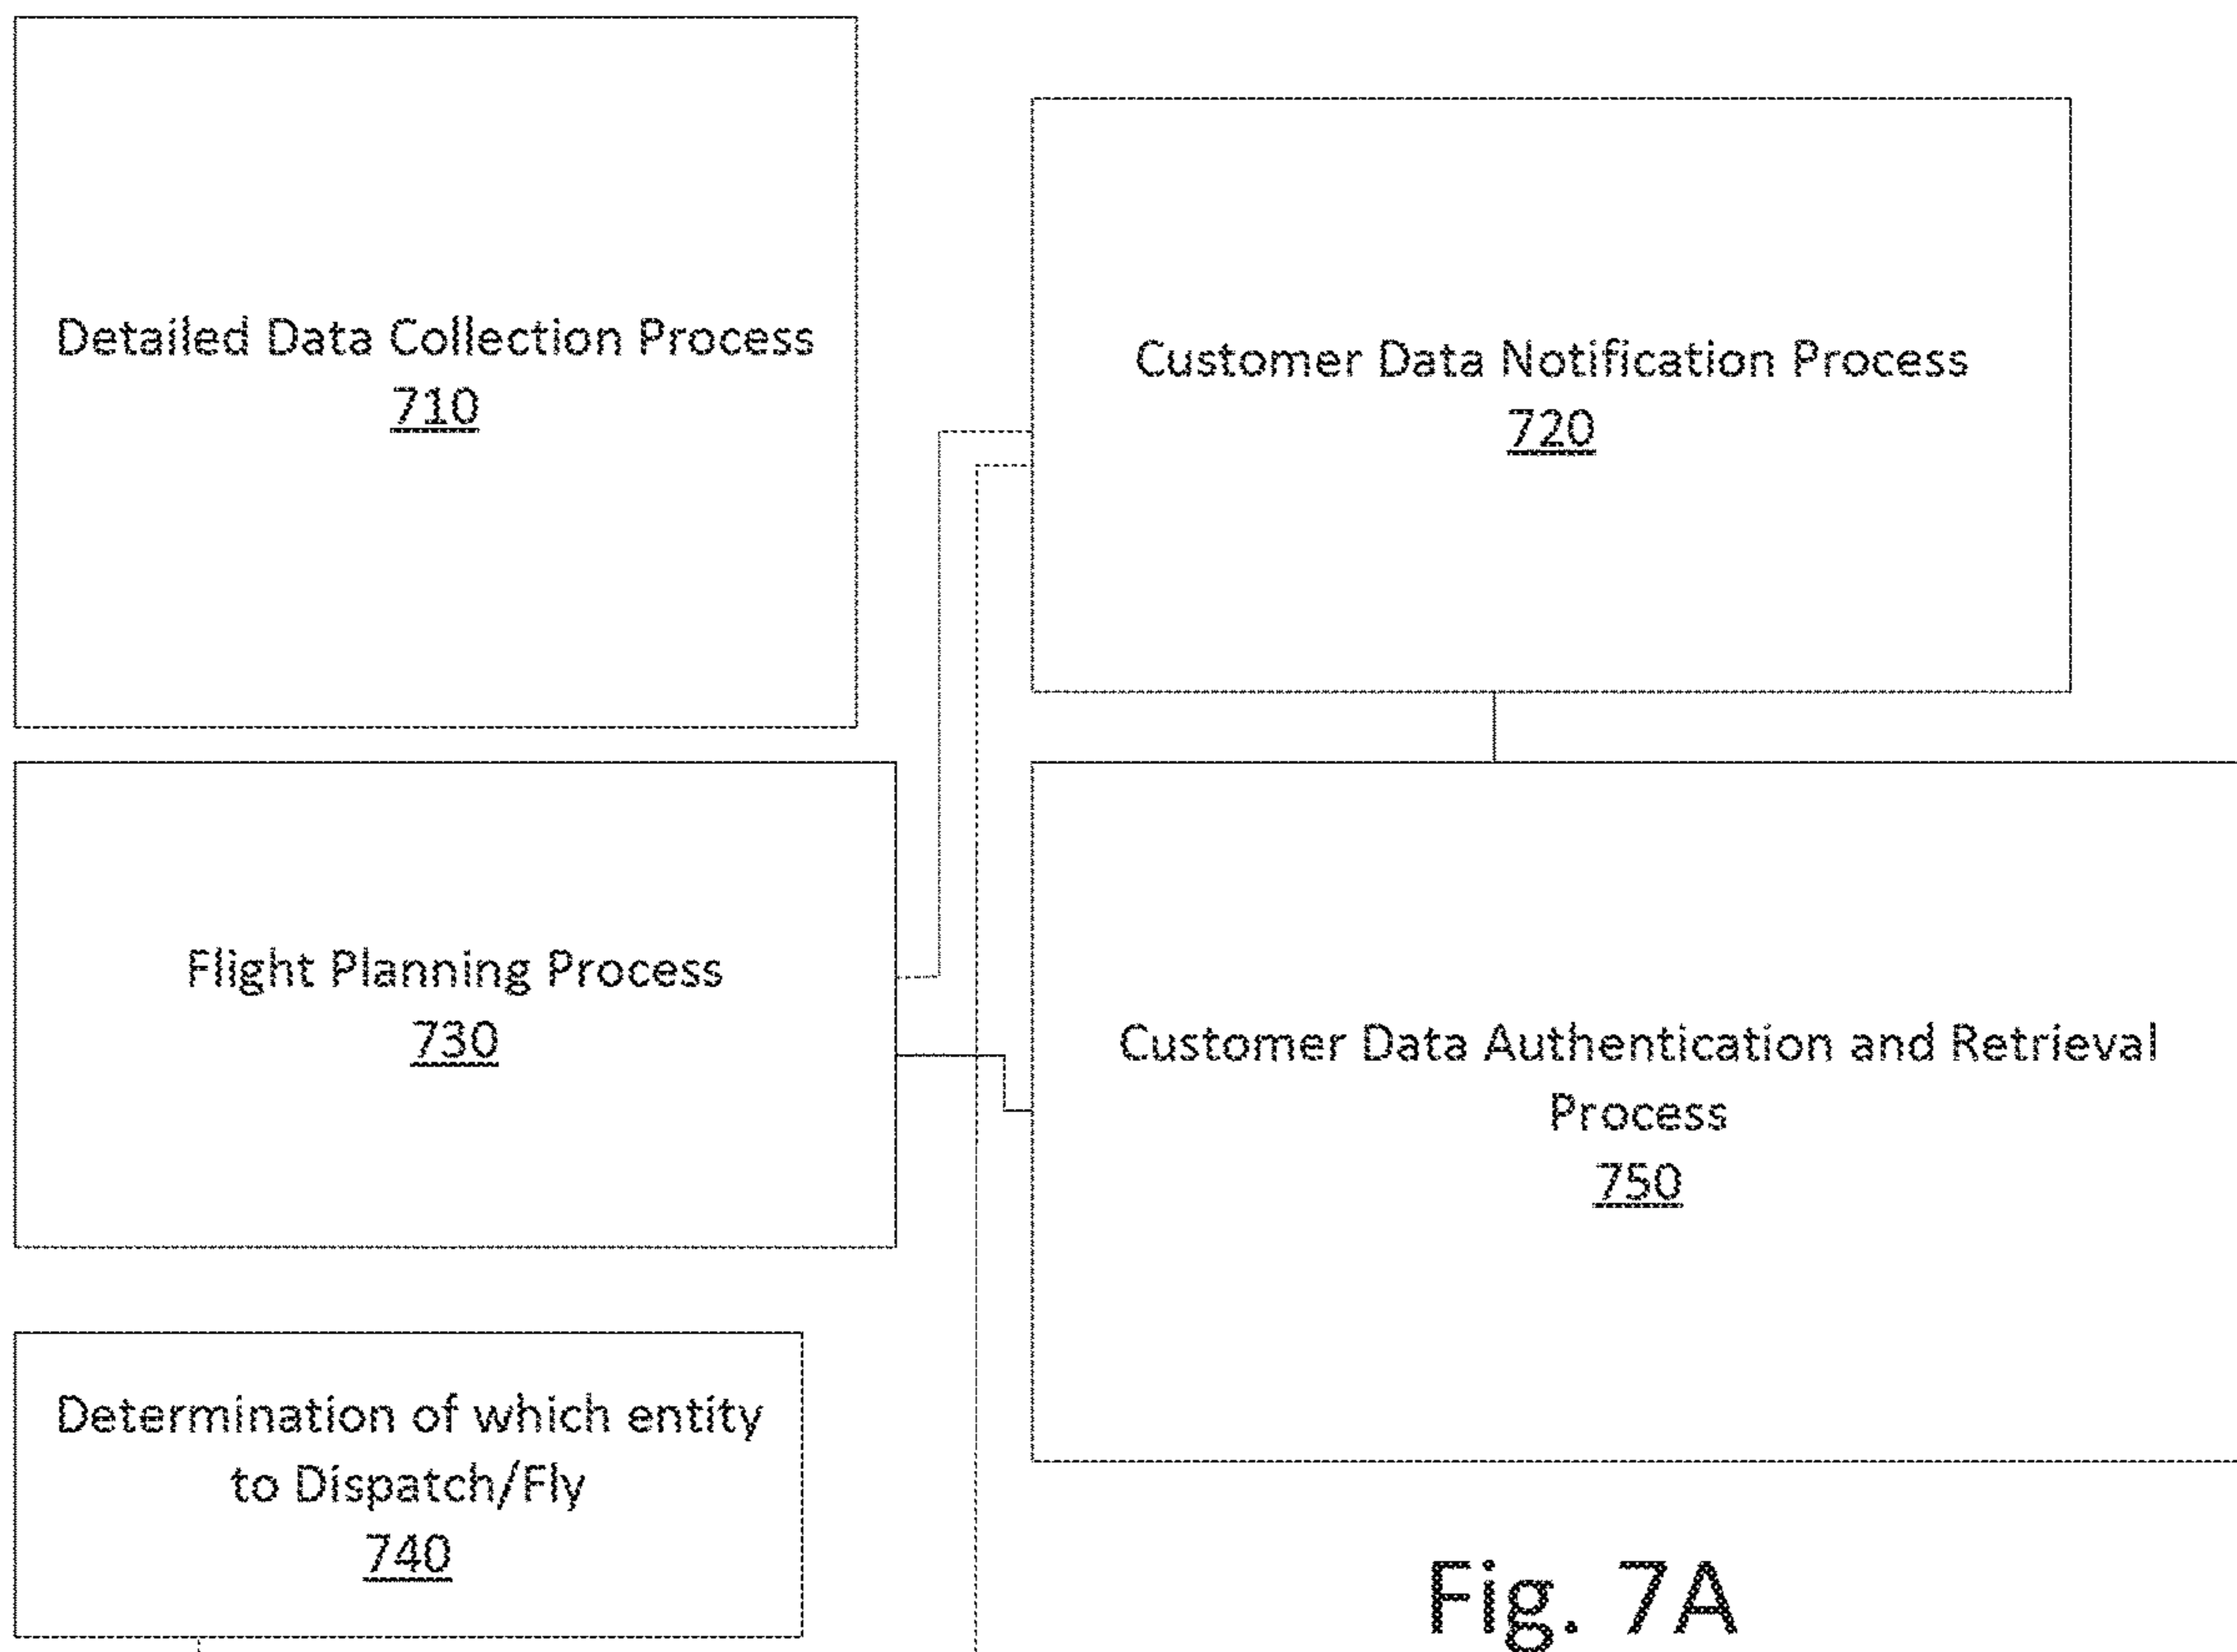 Detailed Data Collection Process
710
Customer Data Notification Process
720
Flight Planning Process
730
Customer Data Authentication and Retrieval
Process
750
Determination of which entity
to Dispatch/Fly
740
Fig. 7A